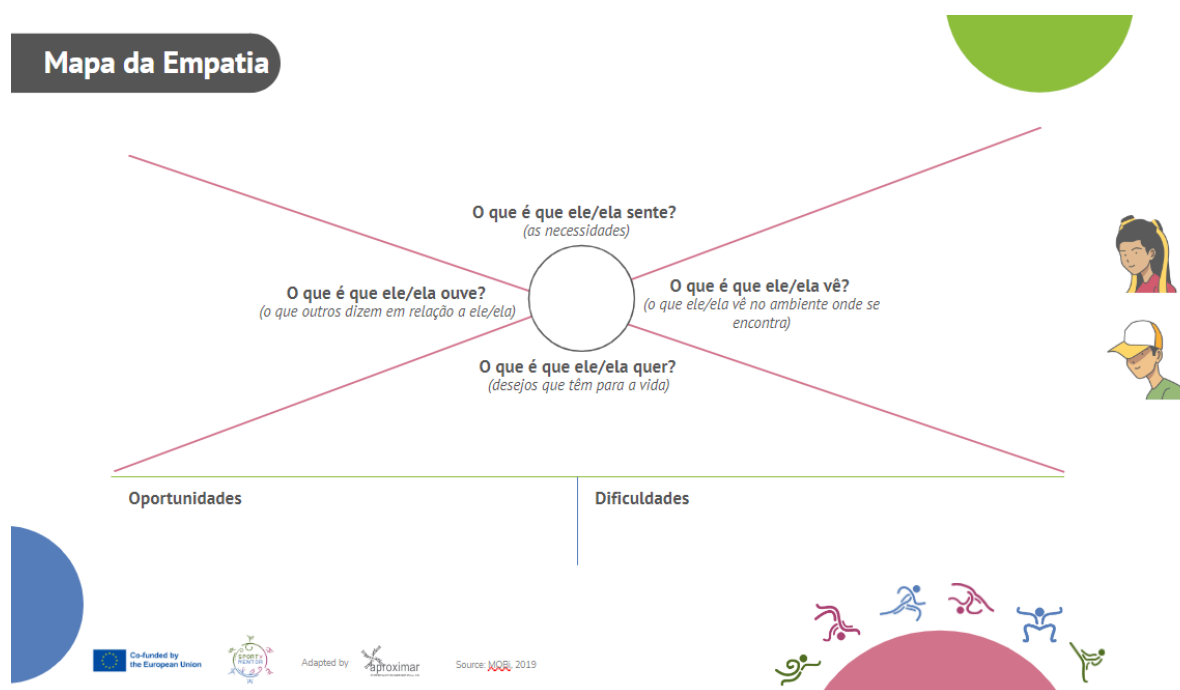 Mapa da Empatia
O que é que ele/ela sente?
(as necessidades)
O que é que ele/ela ouve?
(o que outros dizem em relação a ele/ela)
O que é que ele/ela vê?
(o que ele/ela vê no ambiente onde se
encontra)
O que é que ele/ela quer?
(desejos que têm para a vida)
Oportunidades
Dificuldades
Co-funded by
the European Union
SPORTY
MENTOR
Adapted by
aproximar
Source: MOBi, 2019